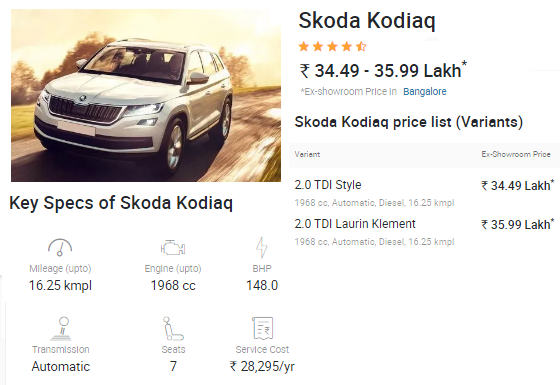 Skoda Kodiaq
₹ 34.49 - 35.99 Lakh*
*Ex-showroom Price in Bangalore
Skoda Kodiaq price list (Variants)
Variant Ex-Showroom Price
2.0 TDI Style ₹ 34.49 Lakh*
1968 cc, Automatic, Diesel, 16.25 kmpl
2.0 TDI Laurin Klement ₹ 35.99 Lakh*
1968 cc, Automatic, Diesel, 16.25 kmpl
Key Specs of Skoda Kodiaq
Mileage (upto) Engine (upto) BHP
16.25 kmpl 1968 cc 148.0
Transmission Seats Service Cost
Automatic 7 ₹ 28,295/yr